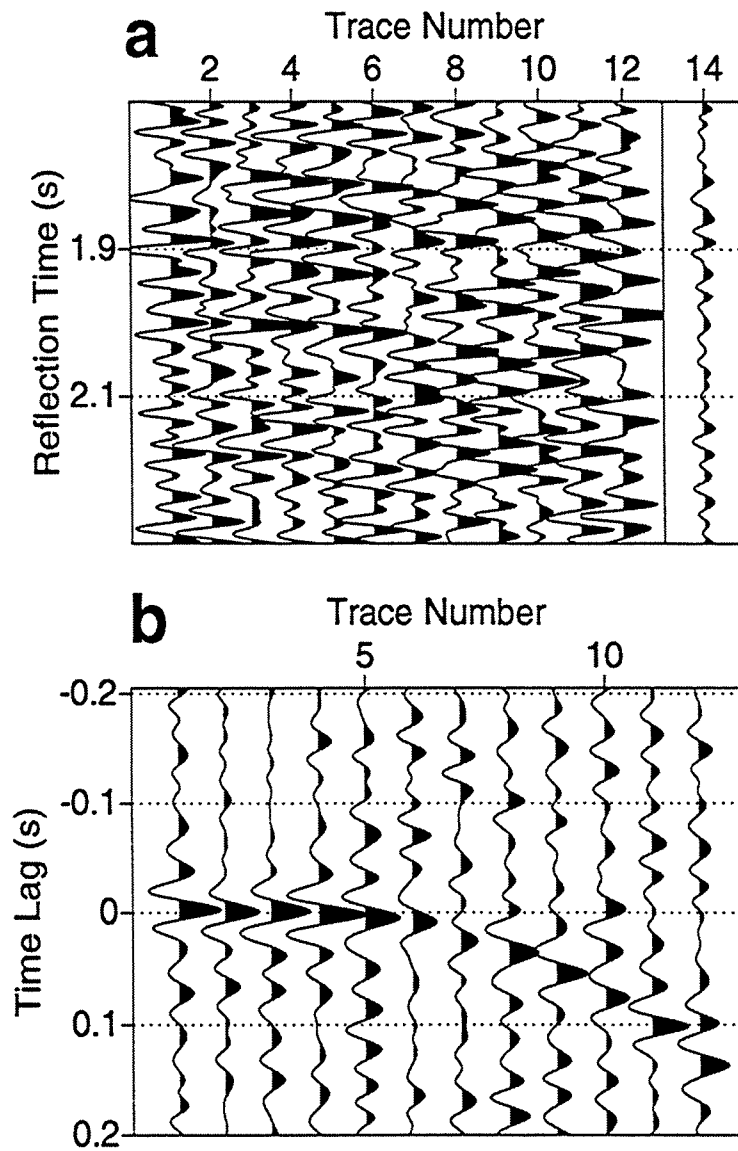 a
Trace Number
2 4 6 8 10 12 14
Reflection Time (s)
1.9
2.1
b
Trace Number
5 10
Time Lag (s)
-0.2
-0.1
0
0.1
0.2